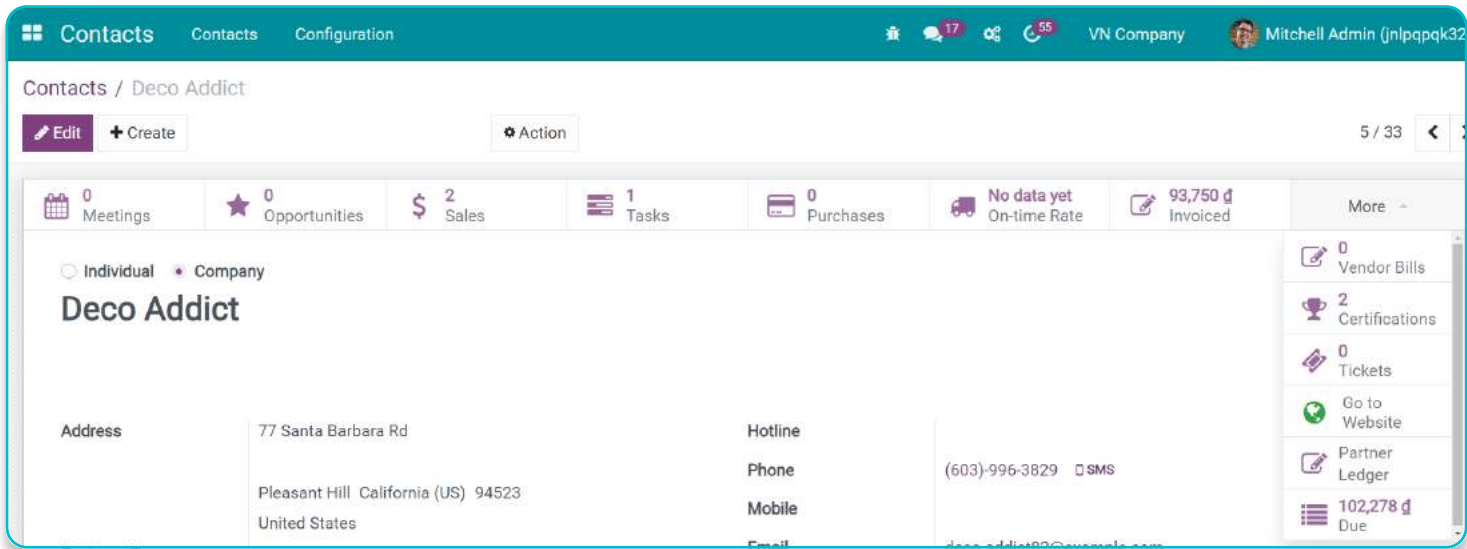 Contacts Contacts Configuration 17 55 VN Company Mitchell Admin (jnlpqpqk32
Contacts / Deco Addict
Edit Create Action 5 / 33
0 Meetings
0 Opportunities
$ 2 Sales
1 Tasks
0 Purchases
No data yet On-time Rate
93,750 ₫ Invoiced
More
0 Vendor Bills
2 Certifications
0 Tickets
Go to Website
Partner Ledger
102,278 ₫ Due
Individual Company
Deco Addict
Address 77 Santa Barbara Rd
Pleasant Hill California (US) 94523
United States
Hotline
Phone (603)-996-3829 SMS
Mobile
Email